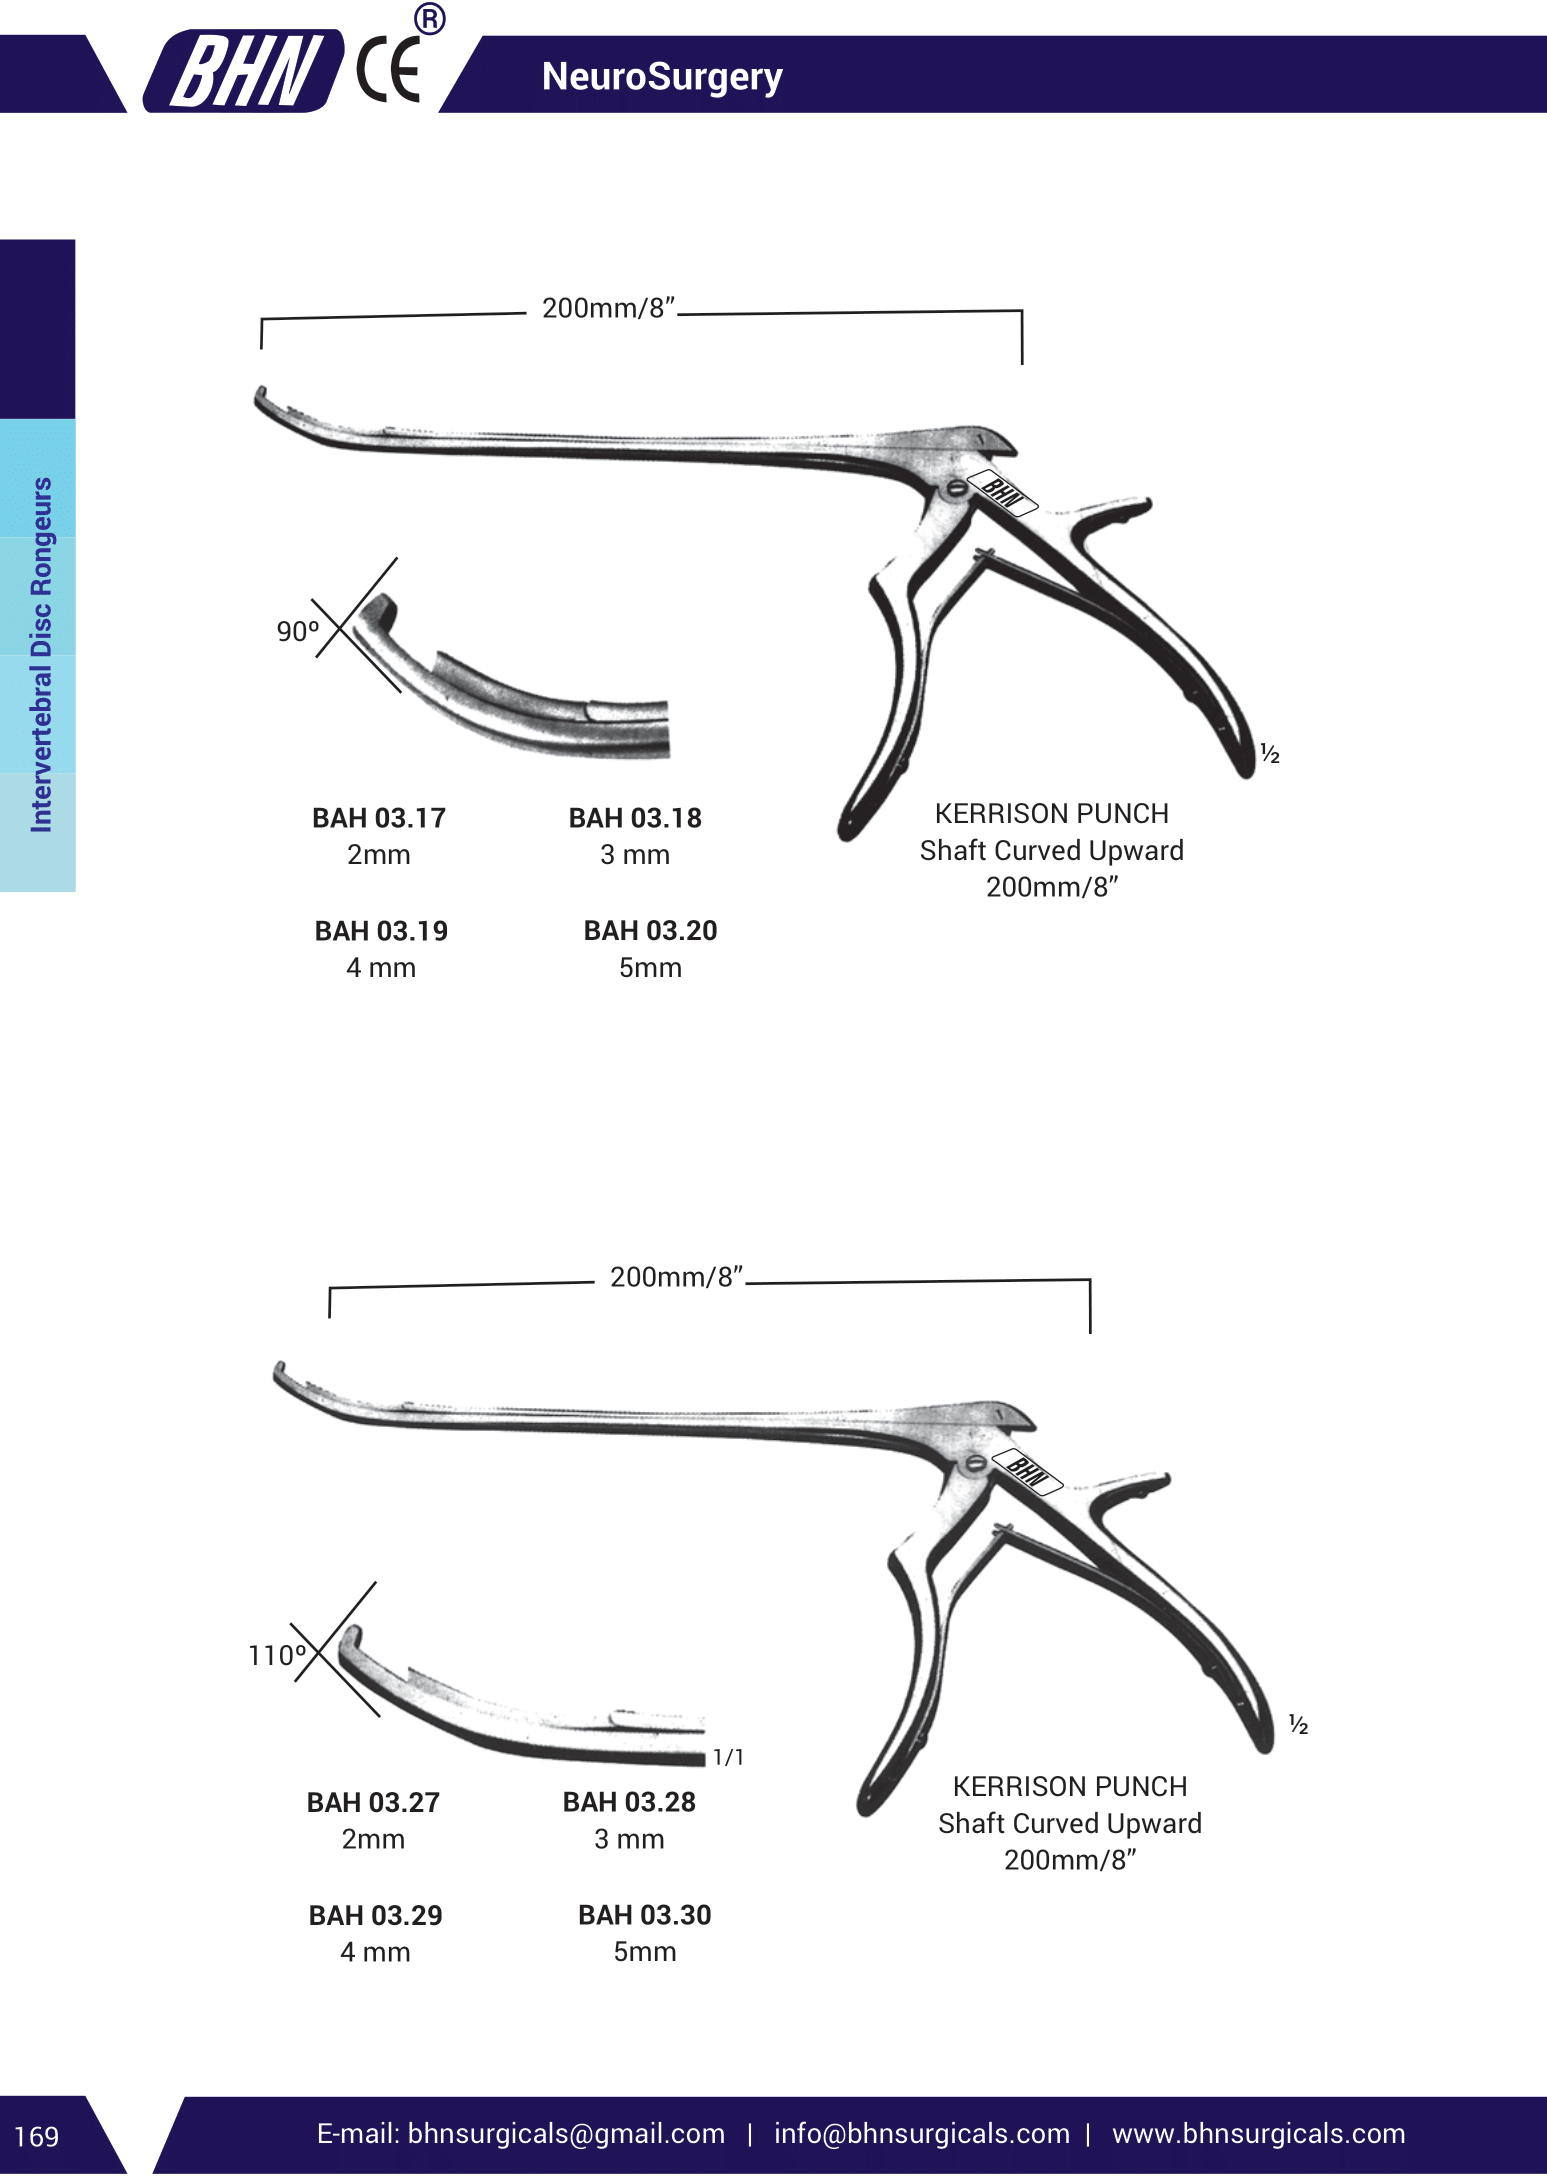 BHN CE ®
NeuroSurgery
Intervertebral Disc Rongeurs
200mm/8”
BHN
90º
½
BAH 03.17
2mm
BAH 03.18
3 mm
BAH 03.19
4 mm
BAH 03.20
5mm
KERRISON PUNCH
Shaft Curved Upward
200mm/8”
200mm/8”
BHN
110º
1/1
½
BAH 03.27
2mm
BAH 03.28
3 mm
BAH 03.29
4 mm
BAH 03.30
5mm
KERRISON PUNCH
Shaft Curved Upward
200mm/8”
169
E-mail: bhnsurgicals@gmail.com | info@bhnsurgicals.com | www.bhnsurgicals.com